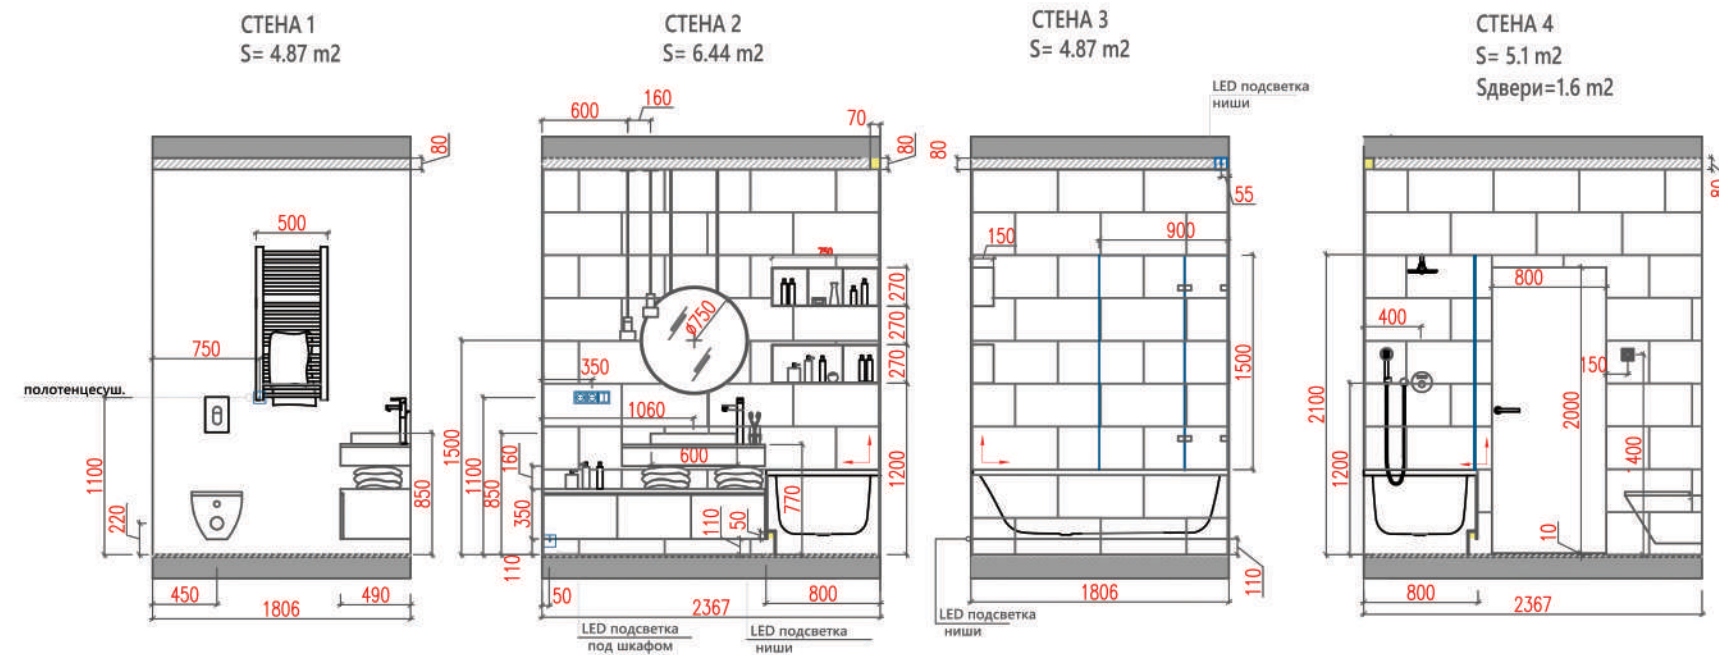 СТЕНА 1
S= 4.87 m2
80
500
750
полотенцесуш.
1100
220
850
450
490
1806
СТЕНА 2
S= 6.44 m2
600
160
70
80
750
270
270
270
ø750
350
1060
600
1500
1100
850
160
350
110
110
50
770
1200
50
800
2367
LED подсветка
под шкафом
LED подсветка
ниши
СТЕНА 3
S= 4.87 m2
LED подсветка
ниши
80
55
150
900
1500
1806
110
LED подсветка
ниши
СТЕНА 4
S= 5.1 m2
Sдвери=1.6 m2
80
800
400
150
2000
2100
1200
400
10
800
2367